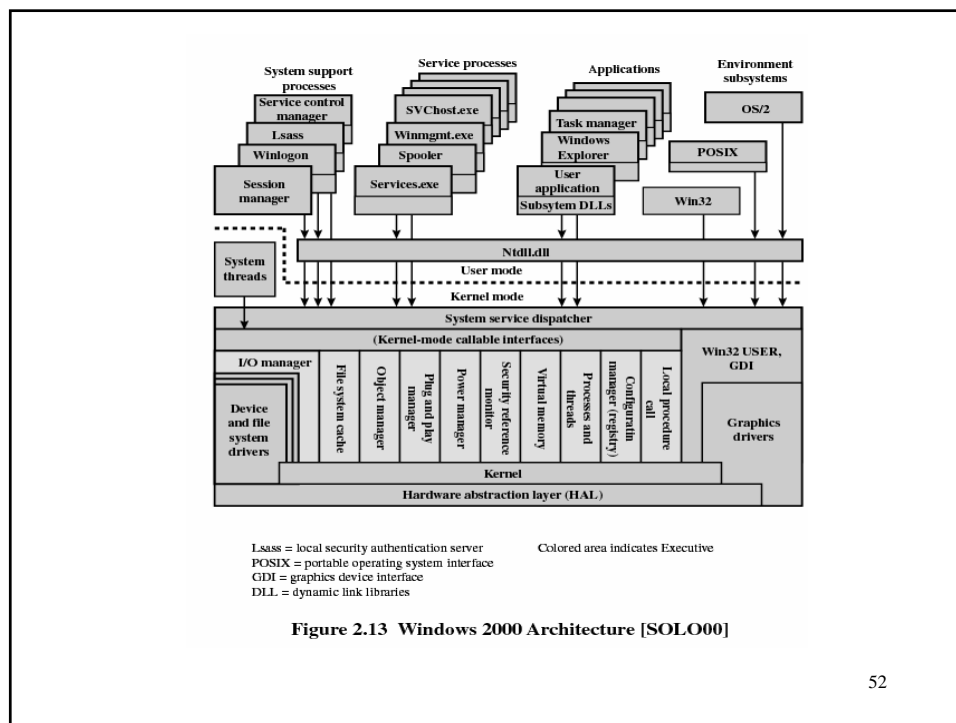 System support
processes
Service control
manager
Lsass
Winlogon
Session
manager
Service processes
SVChost.exe
Winmgmt.exe
Spooler
Services.exe
Applications
Task manager
Windows
Explorer
User
application
Subsytem DLLs
Environment
subsystems
OS/2
POSIX
Win32
System
threads
Ntdll.dll
User mode
Kernel mode
System service dispatcher
(Kernel-mode callable interfaces)
I/O manager
Device
and file
system
drivers
File system cache
Object manager
Plug and play
manager
Power manager
Security reference
monitor
Virtual memory
Processes and
threads
Configuratin
manager (registry)
Local procedure
call
Win32 USER,
GDI
Graphics
drivers
Kernel
Hardware abstraction layer (HAL)
Lsass = local security authentication server
POSIX = portable operating system interface
GDI = graphics device interface
DLL = dynamic link libraries
Colored area indicates Executive
Figure 2.13 Windows 2000 Architecture [SOLO00]
52